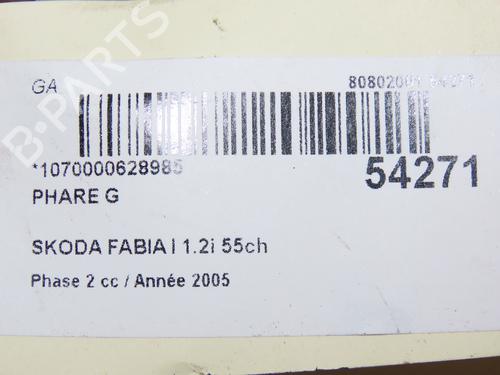 B-PARTS
GA
*1070000628985
54271
PHARE G
SKODA FABIA I 1.2i 55ch
Phase 2 cc / Année 2005